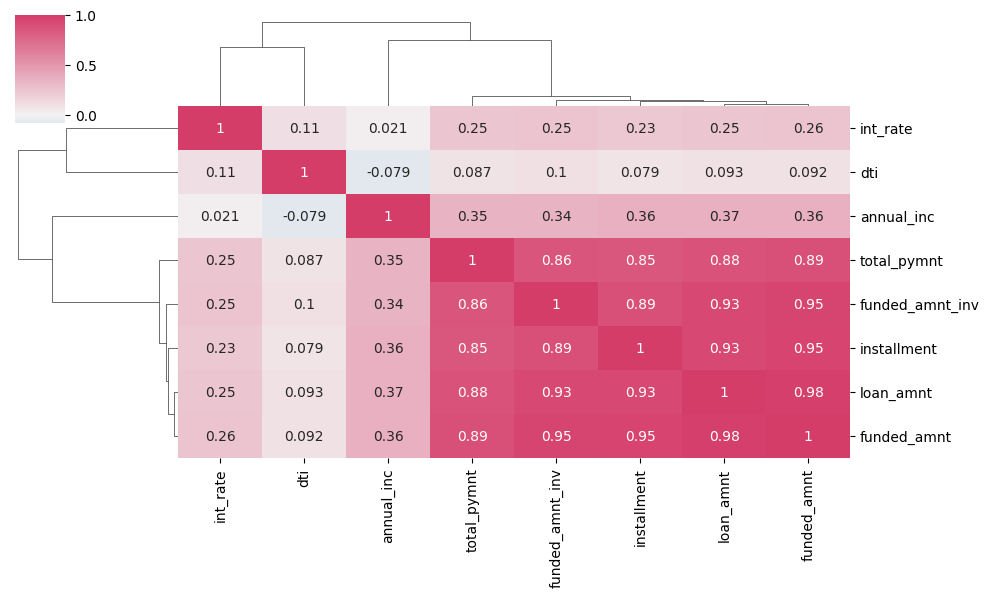 1.0
0.5
0.0
1 0.11 0.021 0.25 0.25 0.23 0.25 0.26 int_rate
0.11 1 -0.079 0.087 0.1 0.079 0.093 0.092 dti
0.021 -0.079 1 0.35 0.34 0.36 0.37 0.36 annual_inc
0.25 0.087 0.35 1 0.86 0.85 0.88 0.89 total_pymnt
0.25 0.1 0.34 0.86 1 0.89 0.93 0.95 funded_amnt_inv
0.23 0.079 0.36 0.85 0.89 1 0.93 0.95 installment
0.25 0.093 0.37 0.88 0.93 0.93 1 0.98 loan_amnt
0.26 0.092 0.36 0.89 0.95 0.95 0.98 1 funded_amnt
int_rate dti annual_inc total_pymnt funded_amnt_inv installment loan_amnt funded_amnt